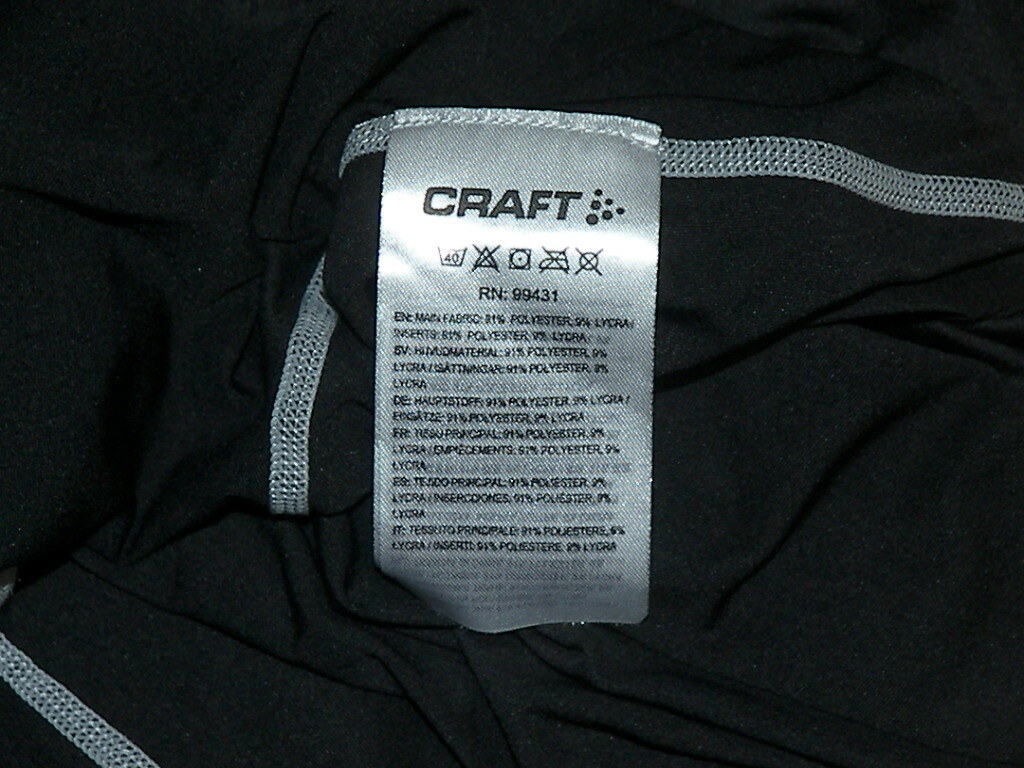 CRAFT
40
RN: 99431
EN: MAIN FABRIC: 91% POLYESTER, 9% LYCRA /
INSERTS: 91% POLYESTER, 9% LYCRA
SV: HUVUDMATERIAL: 91% POLYESTER, 9%
LYCRA / ISÄTTNINGAR: 91% POLYESTER, 9%
LYCRA
DE: HAUPTSTOFF: 91% POLYESTER, 9% LYCRA /
EINSÄTZE: 91% POLYESTER, 9% LYCRA
FR: TISSU PRINCIPAL: 91% POLYESTER, 9%
LYCRA / EMPIECEMENTS: 91% POLYESTER, 9%
LYCRA
ES: TEJIDO PRINCIPAL: 91% POLYESTER, 9%
LYCRA / INSERCIONES: 91% POLYESTER, 9%
LYCRA
IT: TESSUTO PRINCIPALE: 91% POLIESTERE, 9%
LYCRA / INSERTI: 91% POLIESTERE, 9% LYCRA